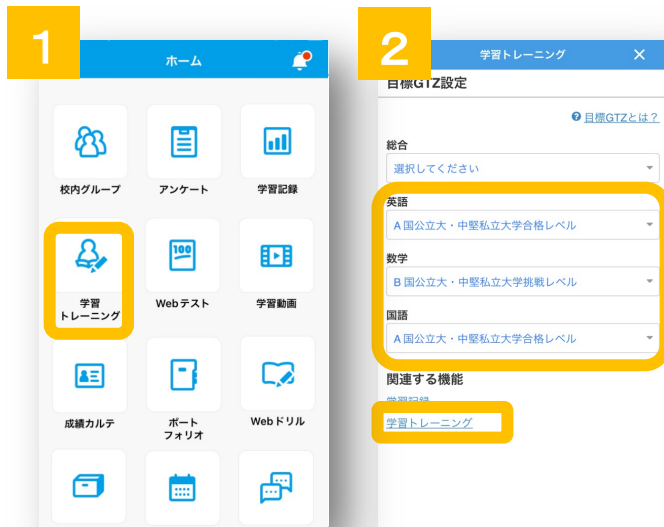 1
ホーム
校内グループ
アンケート
学習記録
学習
トレーニング
100
Webテスト
学習動画
成績カルテ
ポート
フォリオ
Webドリル
2
学習トレーニング
×
目標GTZ設定
? 目標GTZとは？
総合
選択してください
英語
A 国公立大・中堅私立大学合格レベル
数学
B 国公立大・中堅私立大学挑戦レベル
国語
A 国公立大・中堅私立大学合格レベル
関連する機能
学習記録
学習トレーニング